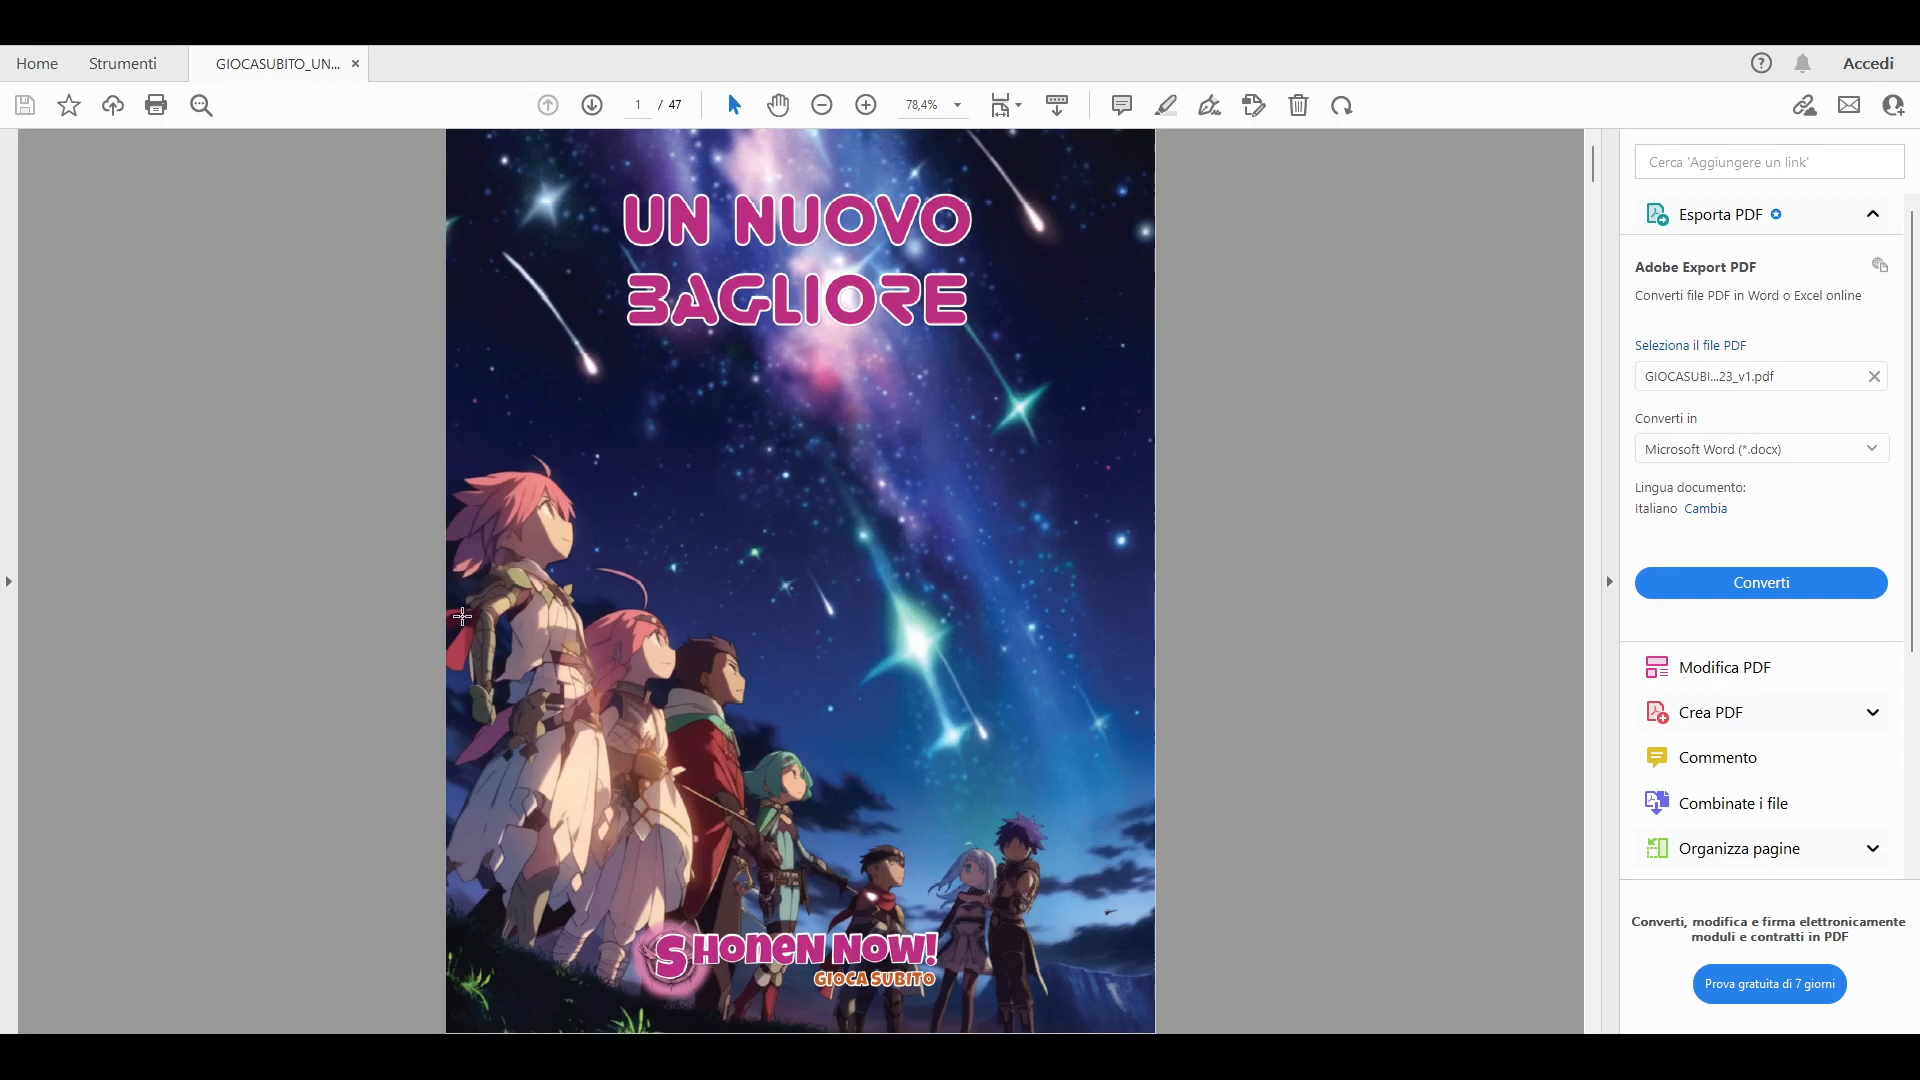 Home
Strumenti
GIOCASUBITO_UN...
Accedi
1 / 47
78,4%
UN NUOVO
BAGLIORE
SHONEN NOW!
GIOCA SUBITO
Cerca 'Aggiungere un link'
Esporta PDF
Adobe Export PDF
Converti file PDF in Word o Excel online
Seleziona il file PDF
GIOCASUBI...23_v1.pdf
Converti in
Microsoft Word (*.docx)
Lingua documento:
Italiano Cambia
Converti
Modifica PDF
Crea PDF
Commento
Combinate i file
Organizza pagine
Converti, modifica e firma elettronicamente
moduli e contratti in PDF
Prova gratuita di 7 giorni